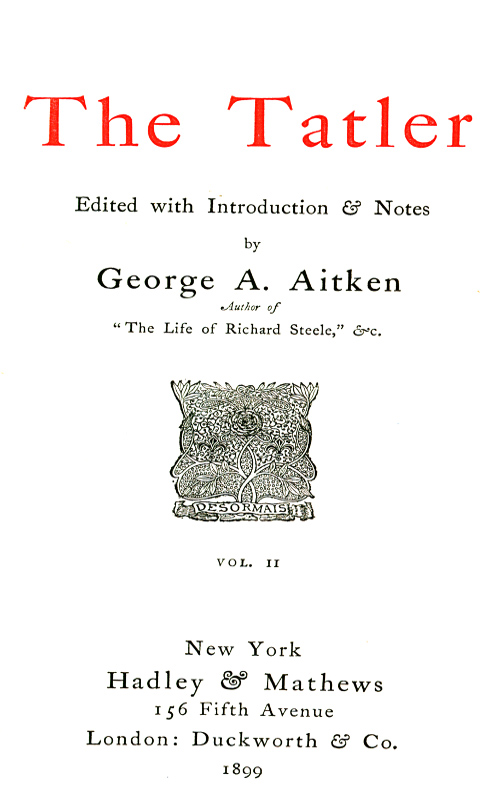 The Tatler
Edited with Introduction & Notes
by
George A. Aitken
Author of
"The Life of Richard Steele," &c.
DESORMAIS
VOL. II
New York
Hadley & Mathews
156 Fifth Avenue
London: Duckworth & Co.
1899